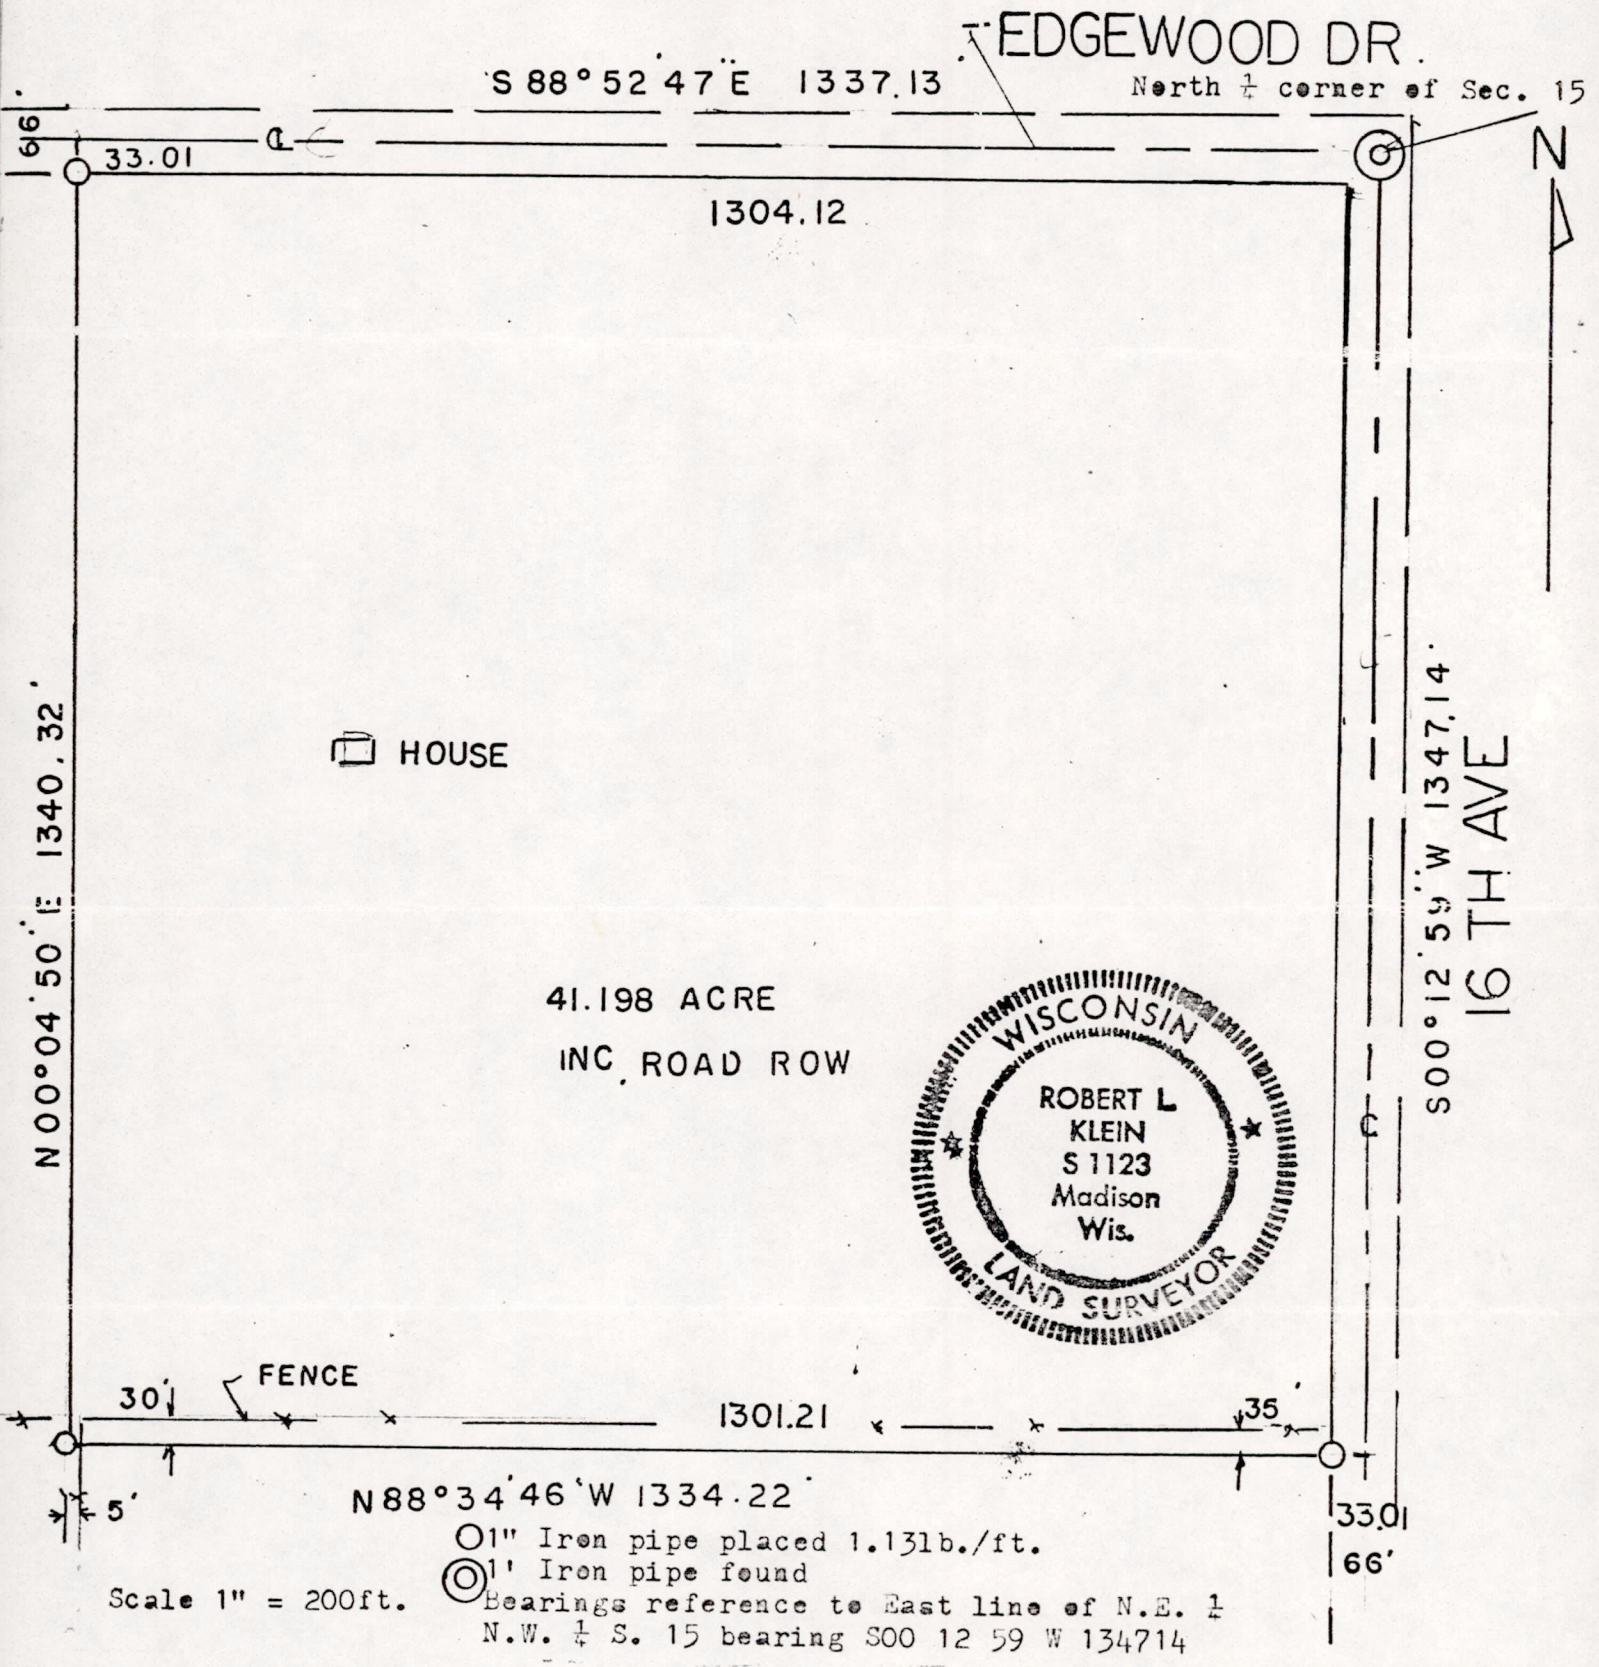 EDGEWOOD DR.
S 88° 52' 47" E 1337.13'
North ¼ corner of Sec. 15
66'
33.01
N
1304.12
N 00° 04' 50" E 1340.32'
HOUSE
S 00° 12' 59" W 1347.14'
16 TH AVE
41.198 ACRE
INC. ROAD ROW
WISCONSIN
ROBERT L
KLEIN
S 1123
Madison
Wis.
LAND SURVEYOR
FENCE
30'
1301.21
35'
5'
N 88° 34' 46" W 1334.22'
33.01
66'
1" Iron pipe placed 1.13lb./ft.
1' Iron pipe found
Scale 1" = 200ft.
Bearings reference to East line of N.E. ¼
N.W. ¼ S. 15 bearing S00 12 59 W 134714